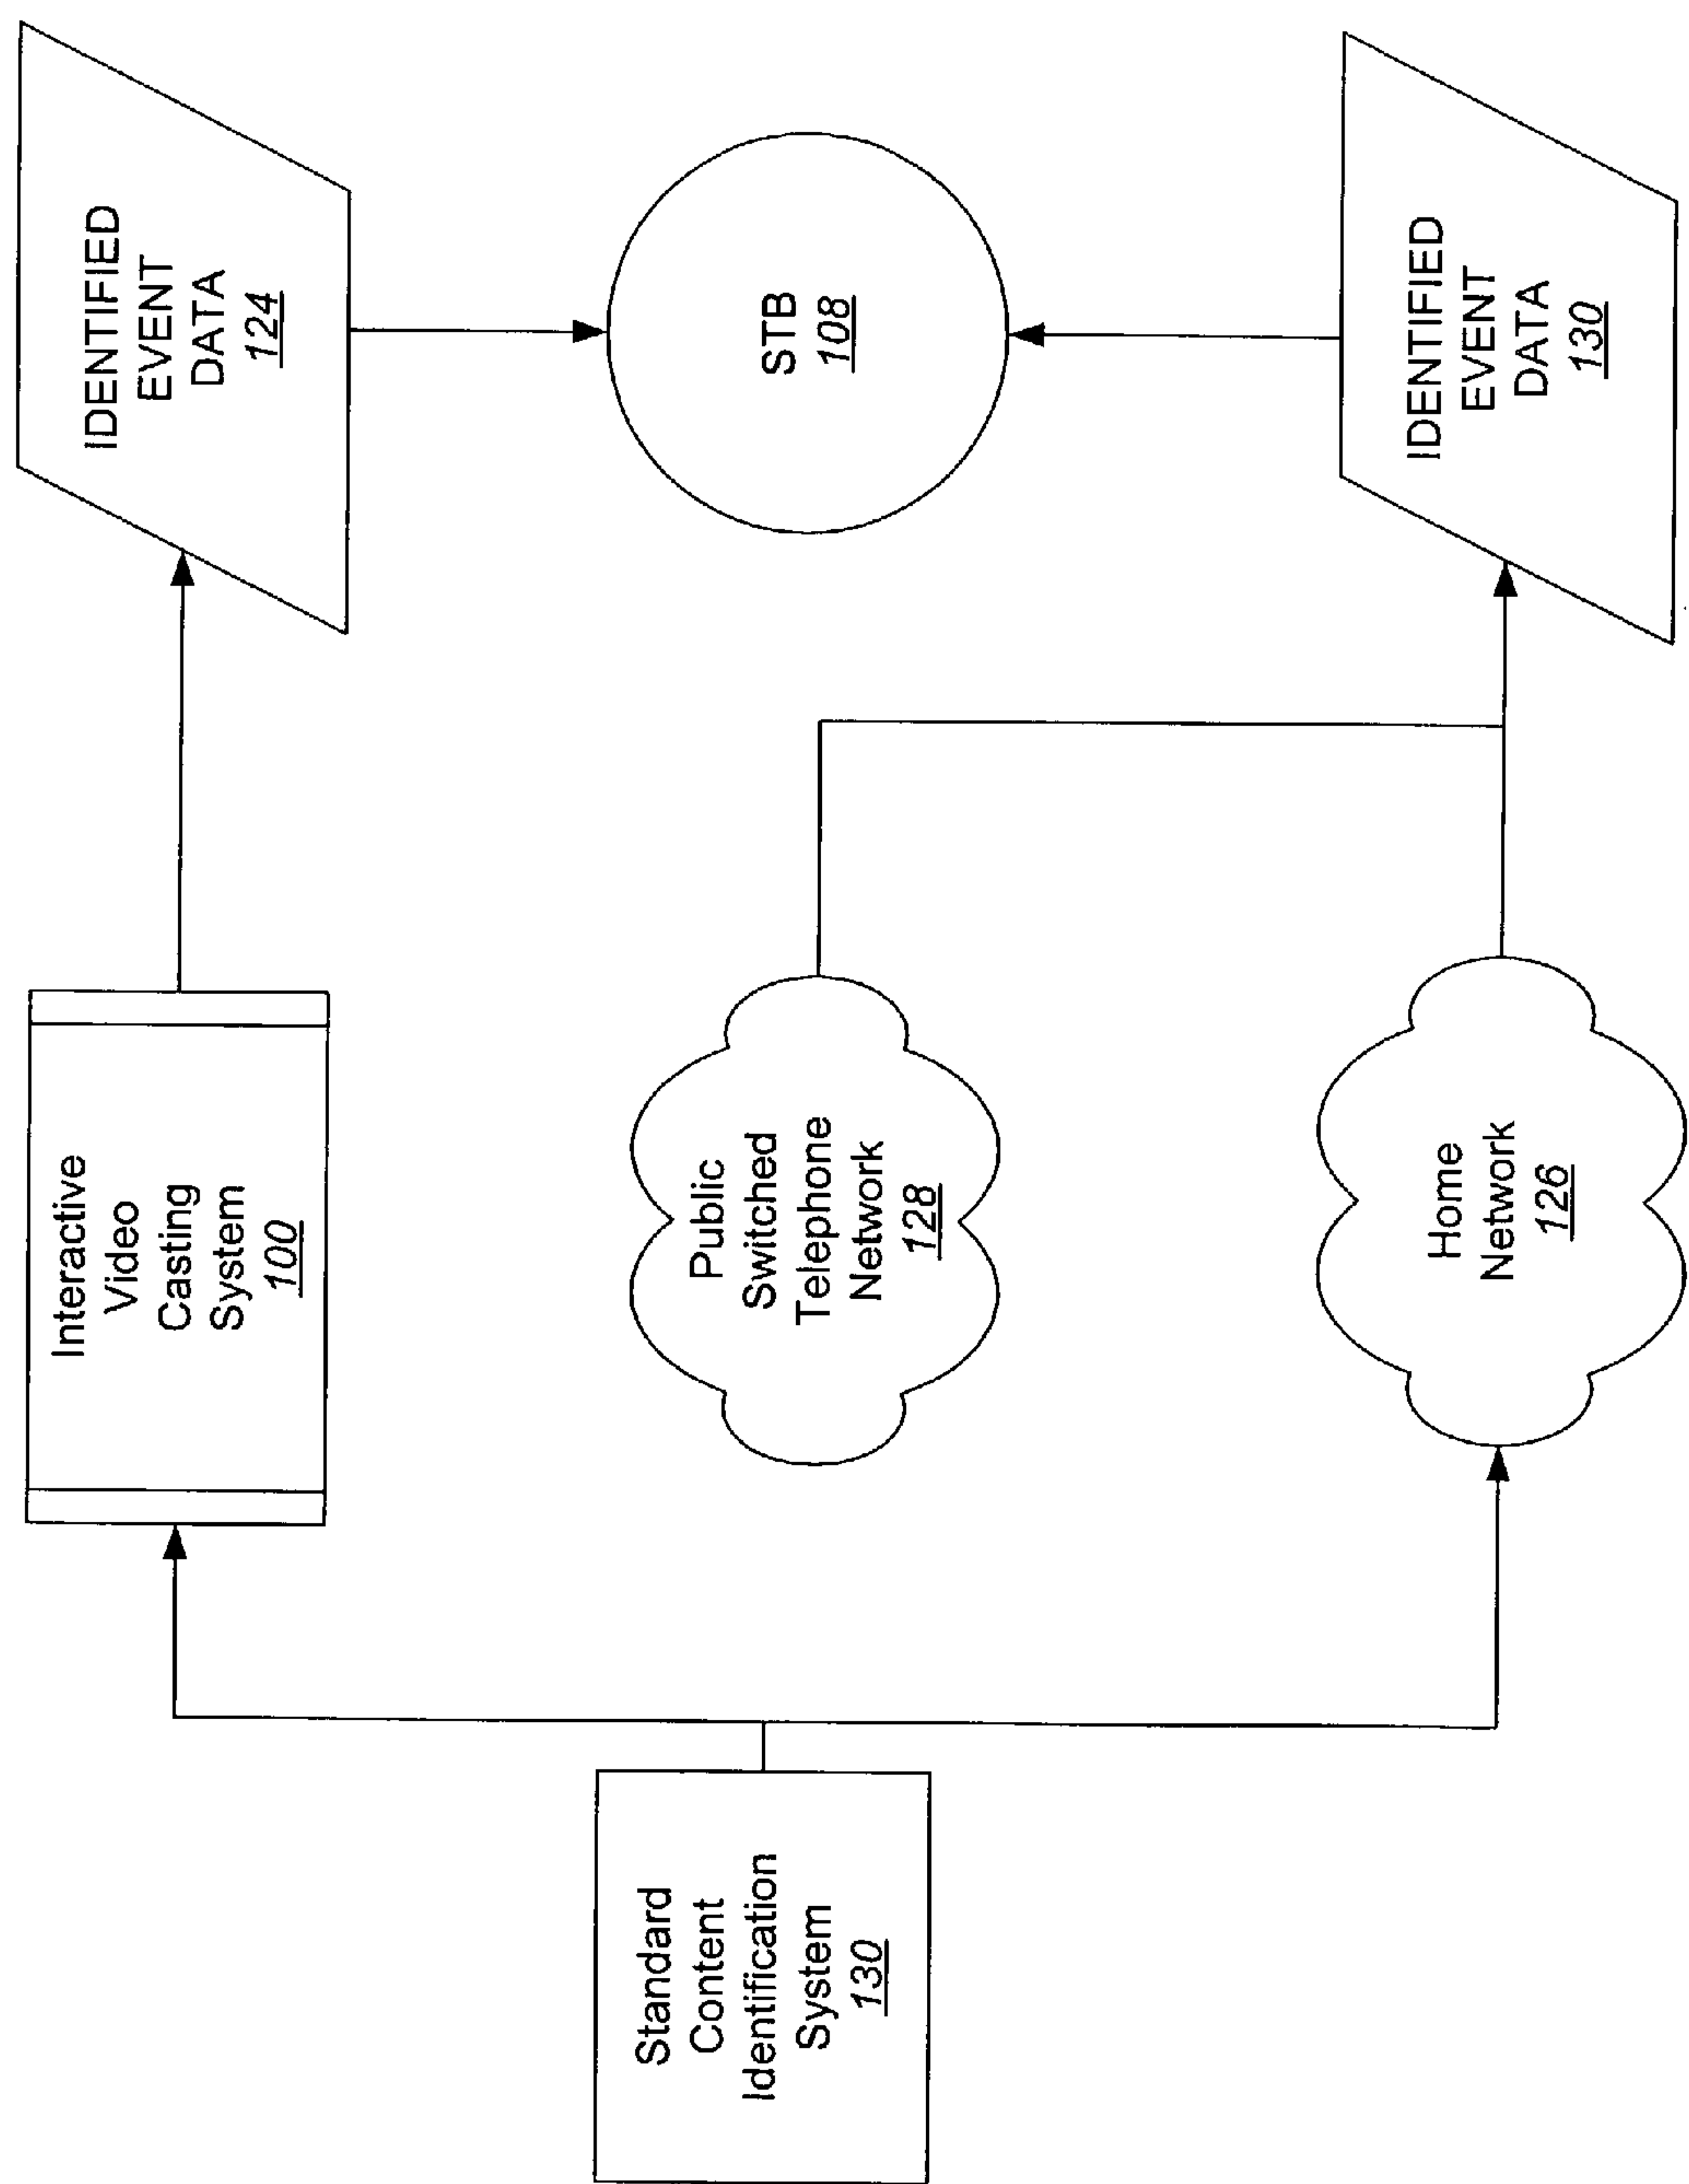 Standard
Content
Identification
System
130
Interactive
Video
Casting
System
100
Public
Switched
Telephone
Network
128
Home
Network
126
IDENTIFIED
EVENT
DATA
124
STB
108
IDENTIFIED
EVENT
DATA
130